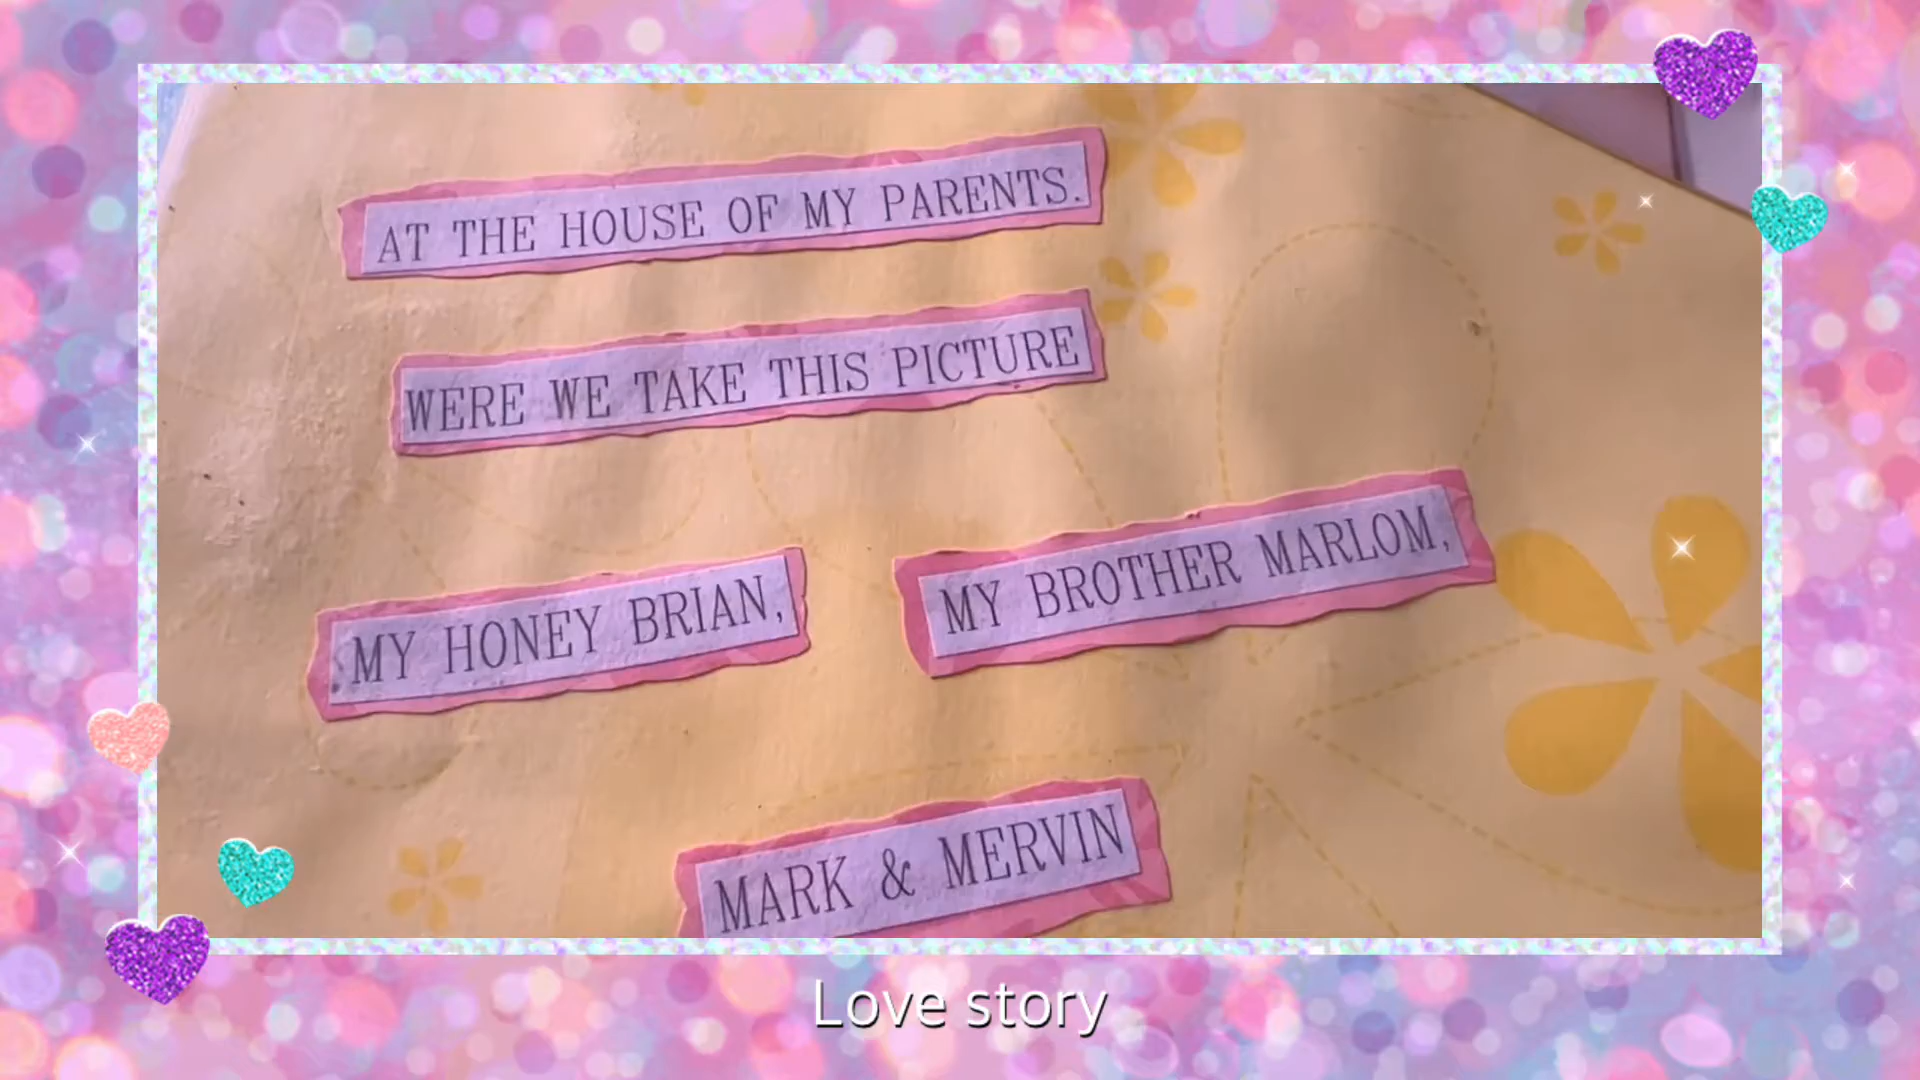 AT THE HOUSE OF MY PARENTS.
WERE WE TAKE THIS PICTURE
MY HONEY BRIAN,
MY BROTHER MARLOM,
MARK & MERVIN
Love story